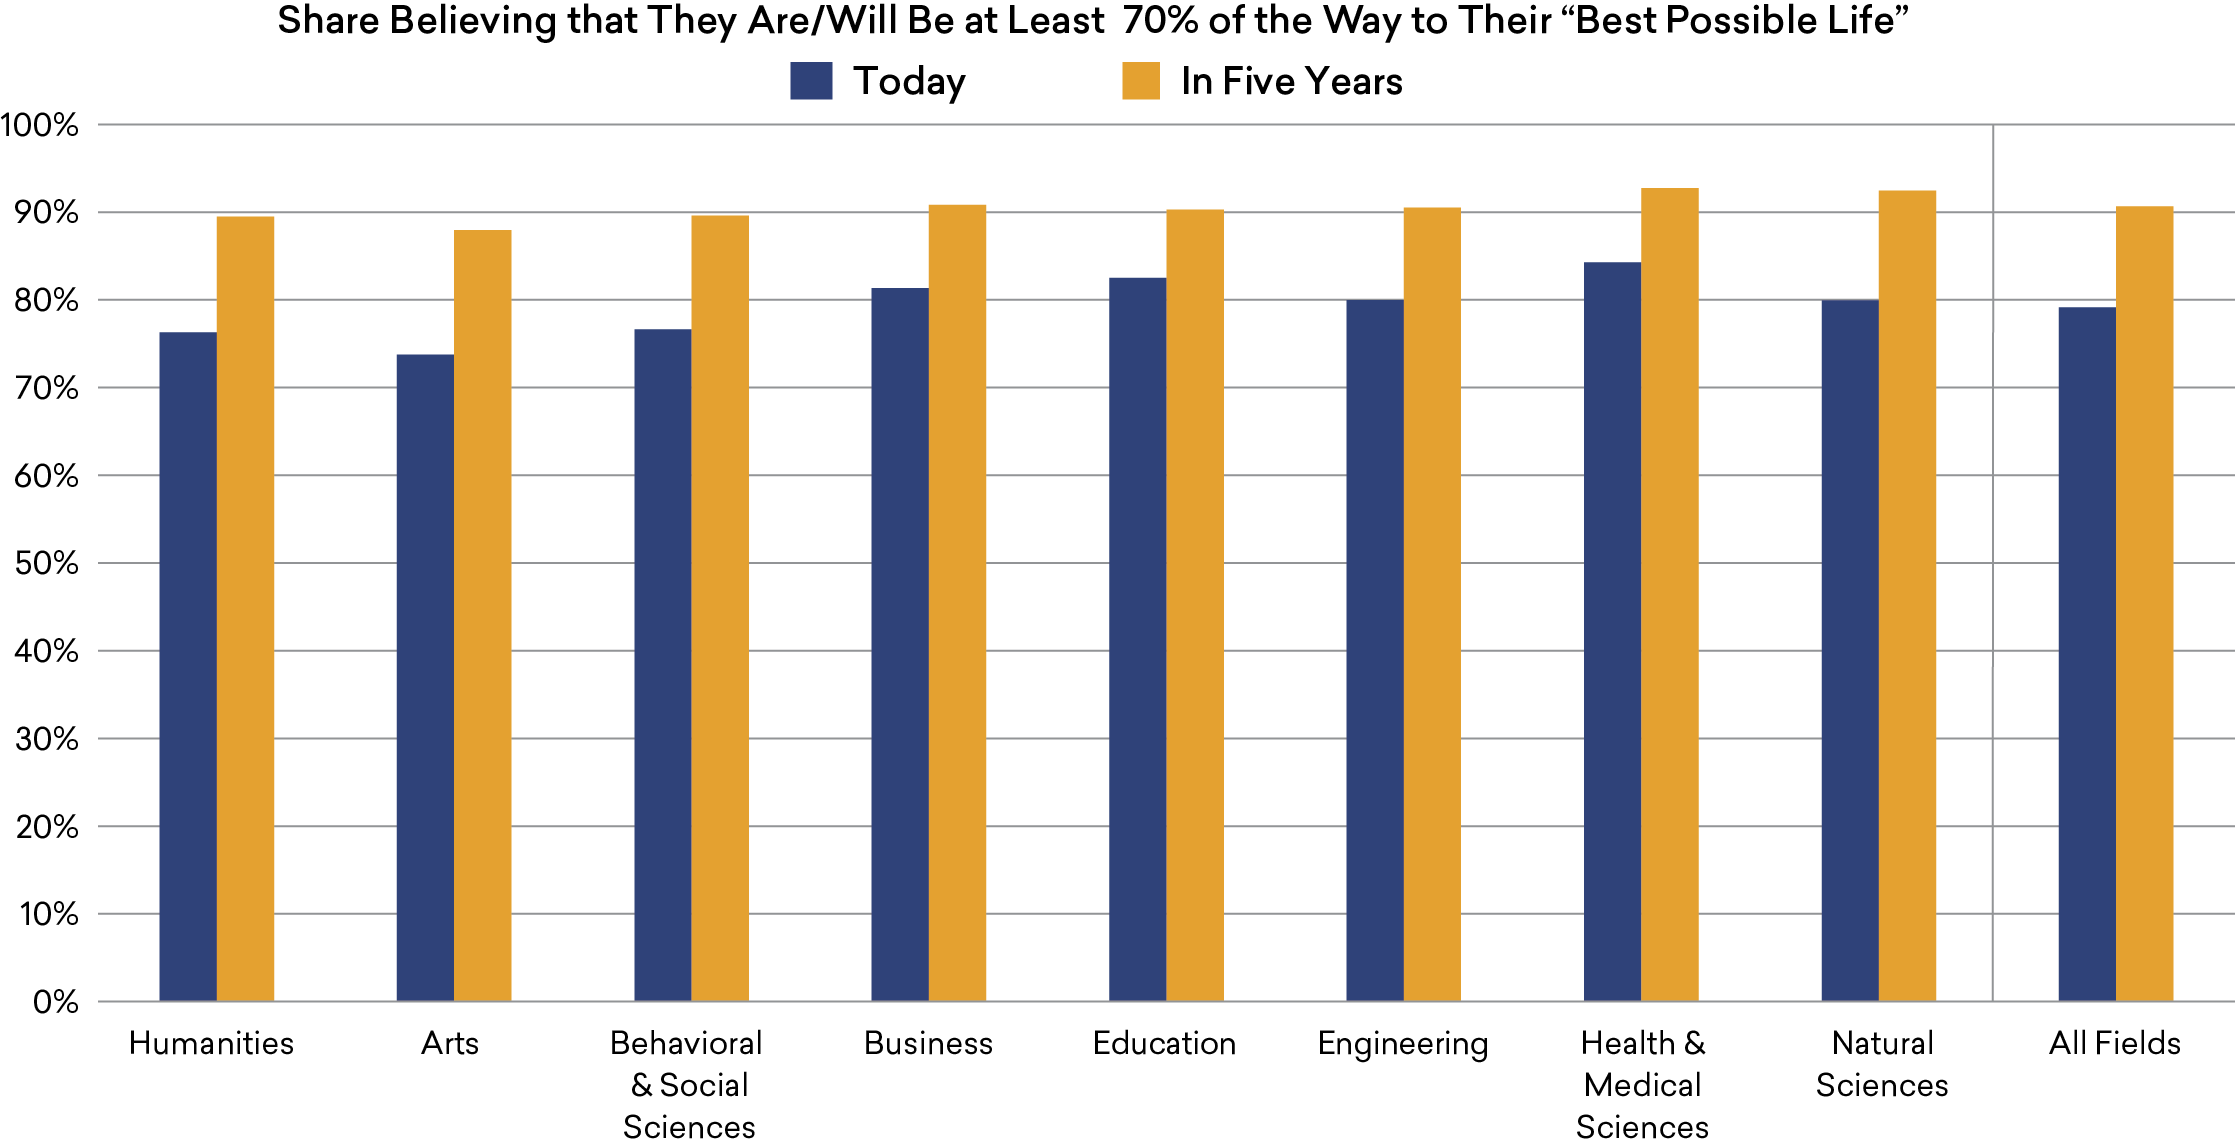 Share Believing that They Are/Will Be at Least 70% of the Way to Their “Best Possible Life”
Today
In Five Years
100%
90%
80%
70%
60%
50%
40%
30%
20%
10%
0%
Humanities
Arts
Behavioral
& Social
Sciences
Business
Education
Engineering
Health &
Medical
Sciences
Natural
Sciences
All Fields